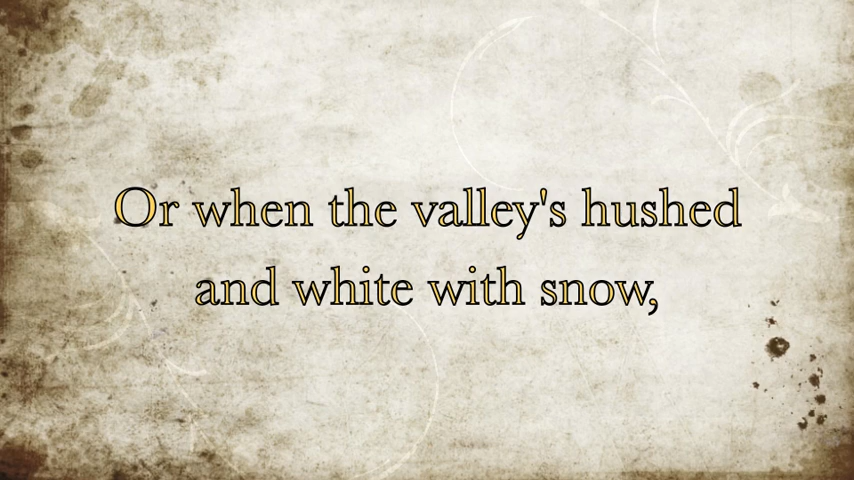 Or when the valley's hushed
and white with snow,